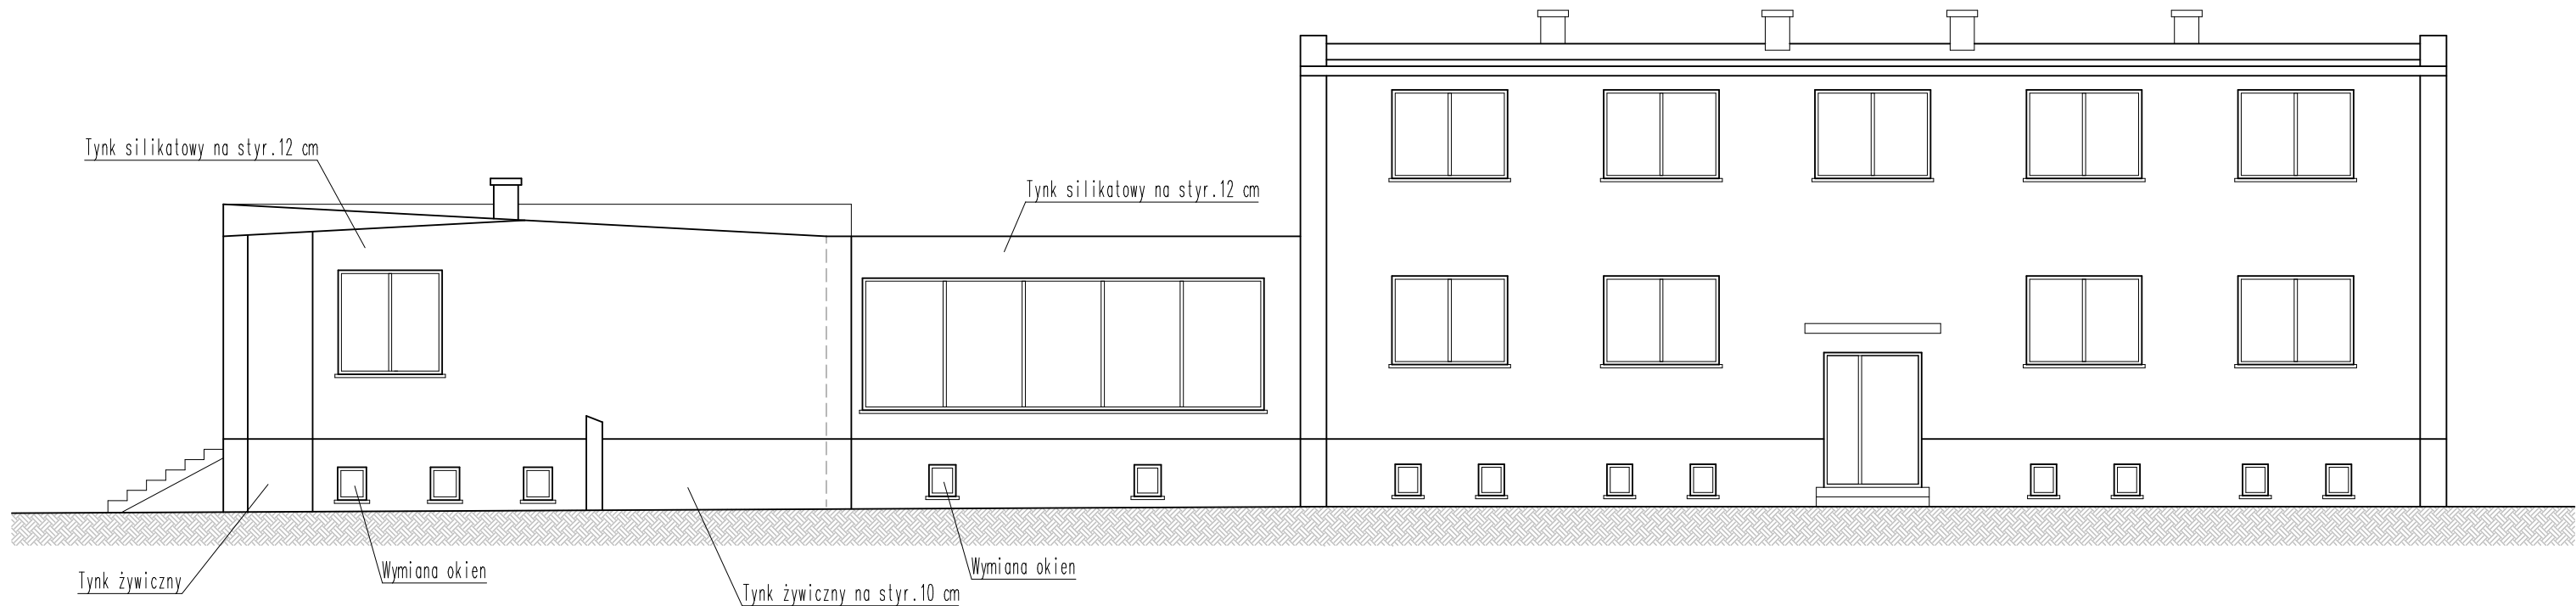 Tynk silikatowy na styr.12 cm
Tynk silikatowy na styr.12 cm
Tynk żywiczny
Wymiana okien
Tynk żywiczny na styr.10 cm
Wymiana okien